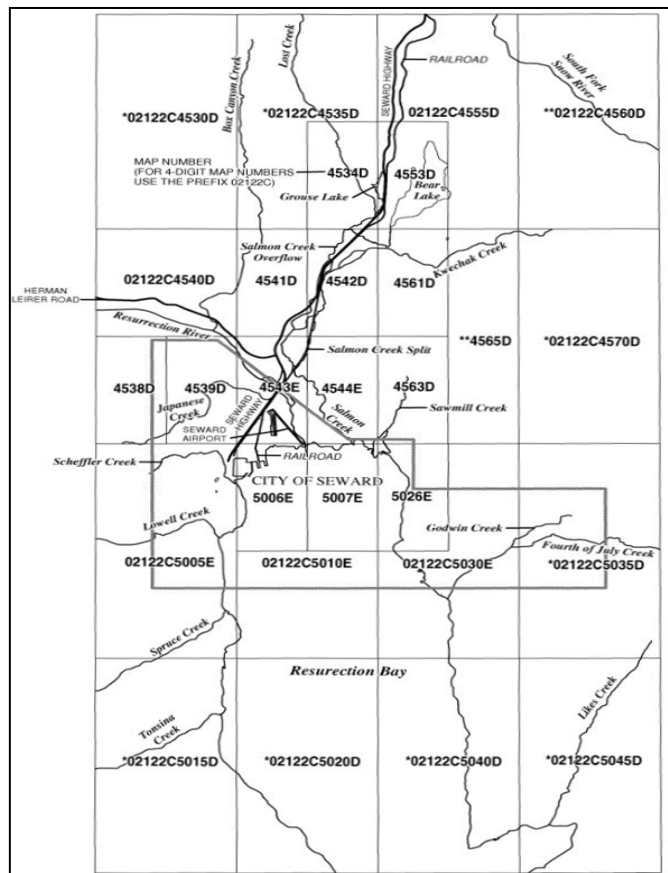 Lost Creek
Box Canyon Creek
SEWARD HIGHWAY
RAILROAD
South Fork
Snow River
*02122C4530D
*02122C4535D
02122C4555D
**02122C4560D
MAP NUMBER
(FOR 4-DIGIT MAP NUMBERS
USE THE PREFIX 02122C)
4534D
4553D
Grouse Lake
Bear
Lake
Salmon Creek
Overflow
Kwechak Creek
02122C4540D
4541D
4542D
4561D
HERMAN
LEIRER ROAD
Resurrection River
**4565D
*02122C4570D
Salmon Creek Split
4538D
4539D
4543E
4544E
4563D
Japanese
Creek
SEWARD
HIGHWAY
Salmon
Creek
Sawmill Creek
SEWARD
AIRPORT
RAILROAD
Scheffler Creek
CITY OF SEWARD
5006E
5007E
5026E
Lowell Creek
Godwin Creek
Fourth of July Creek
02122C5005E
02122C5010E
02122C5030E
*02122C5035D
Spruce Creek
Resurection Bay
Likes Creek
Tonsina
Creek
*02122C5015D
*02122C5020D
*02122C5040D
*02122C5045D